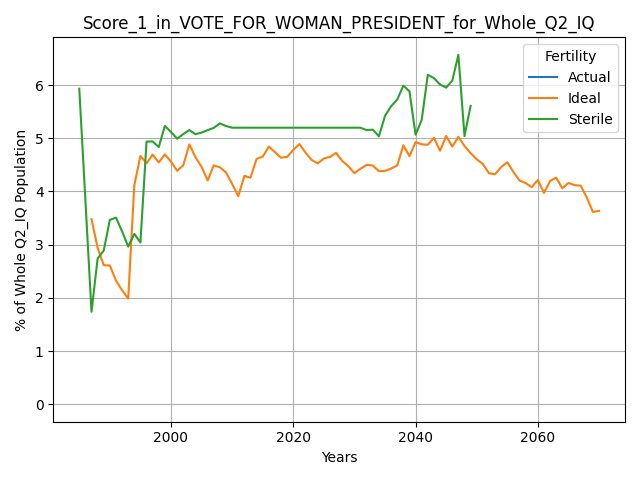 Score_1_in_VOTE_FOR_WOMAN_PRESIDENT_for_Whole_Q2_IQ
Fertility
Actual
Ideal
Sterile
% of Whole Q2_IQ Population
6
5
4
3
2
1
0
2000
2020
2040
2060
Years